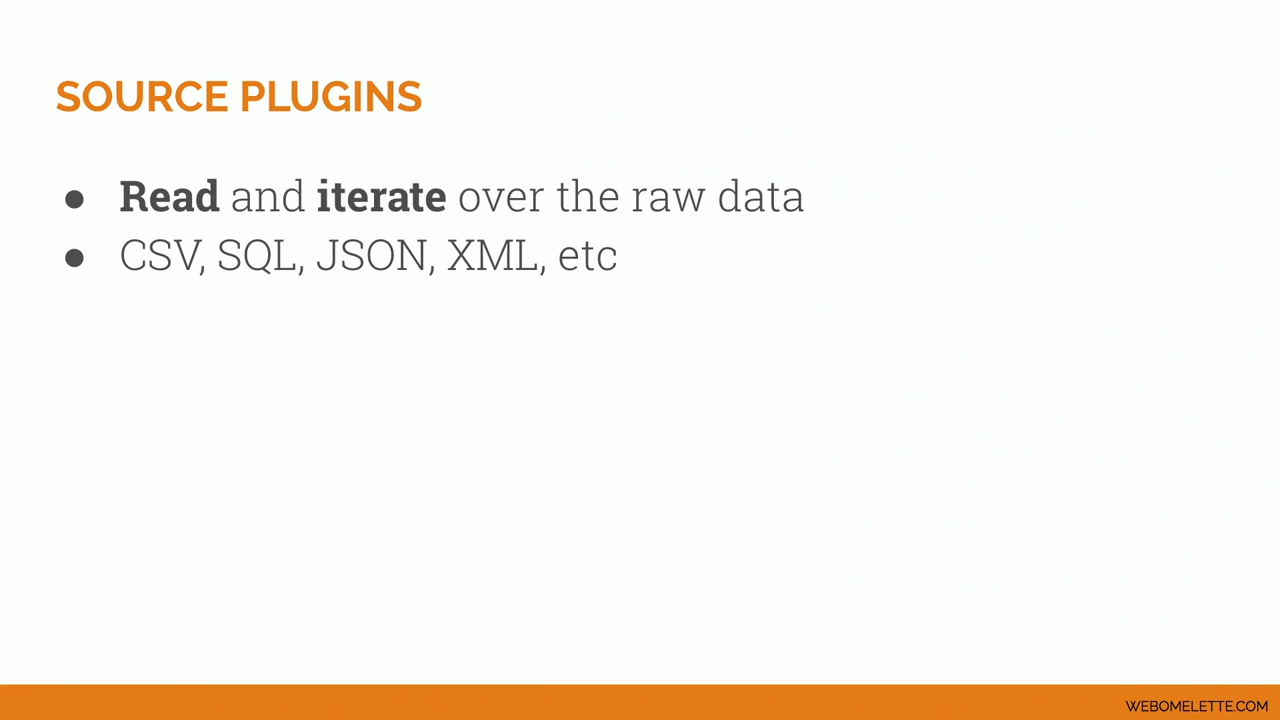 SOURCE PLUGINS
● Read and iterate over the raw data
● CSV, SQL, JSON, XML, etc
WEBOMELETTE.COM